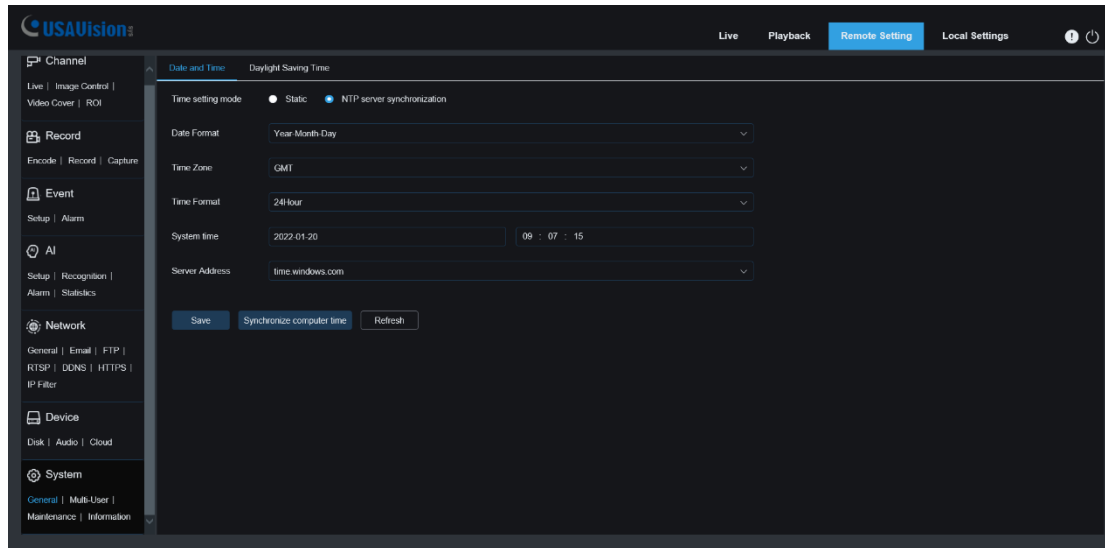 USAVision
Live Playback Remote Setting Local Settings
Channel
Live | Image Control |
Video Cover | ROI
Record
Encode | Record | Capture
Event
Setup | Alarm
AI
Setup | Recognition |
Alarm | Statistics
Network
General | Email | FTP |
RTSP | DDNS | HTTPS |
IP Filter
Device
Disk | Audio | Cloud
System
General | Multi-User |
Maintenance | Information
Date and Time Daylight Saving Time
Time setting mode Static NTP server synchronization
Date Format Year-Month-Day
Time Zone GMT
Time Format 24Hour
System time 2022-01-20 09 : 07 : 15
Server Address time.windows.com
Save Synchronize computer time Refresh